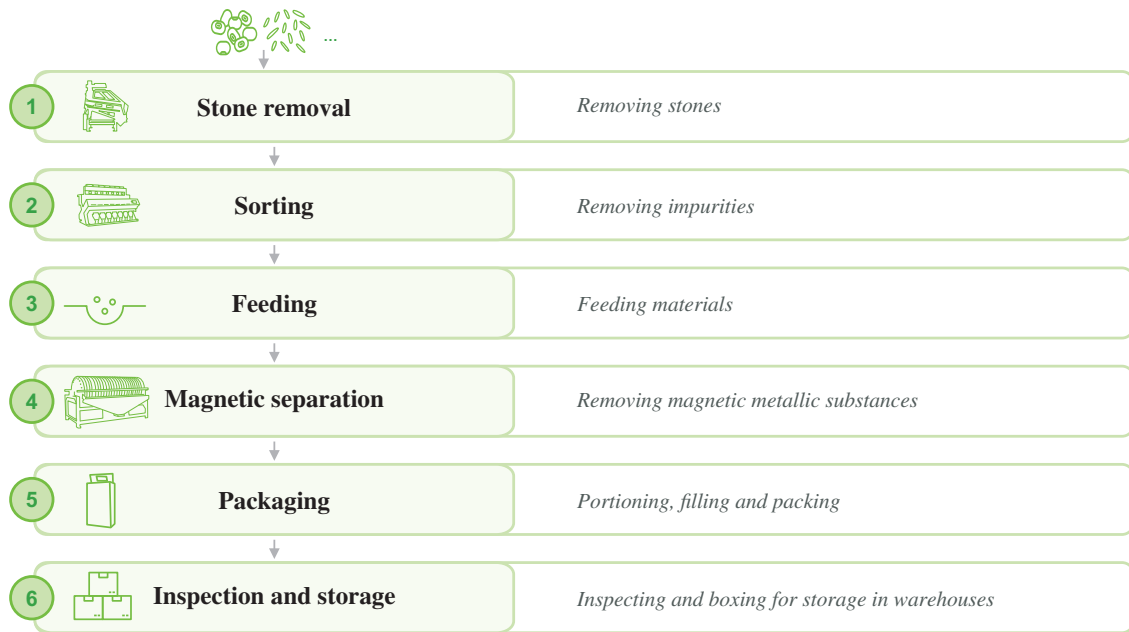 ...
1
Stone removal
Removing stones
2
Sorting
Removing impurities
3
Feeding
Feeding materials
4
Magnetic separation
Removing magnetic metallic substances
5
Packaging
Portioning, filling and packing
6
Inspection and storage
Inspecting and boxing for storage in warehouses